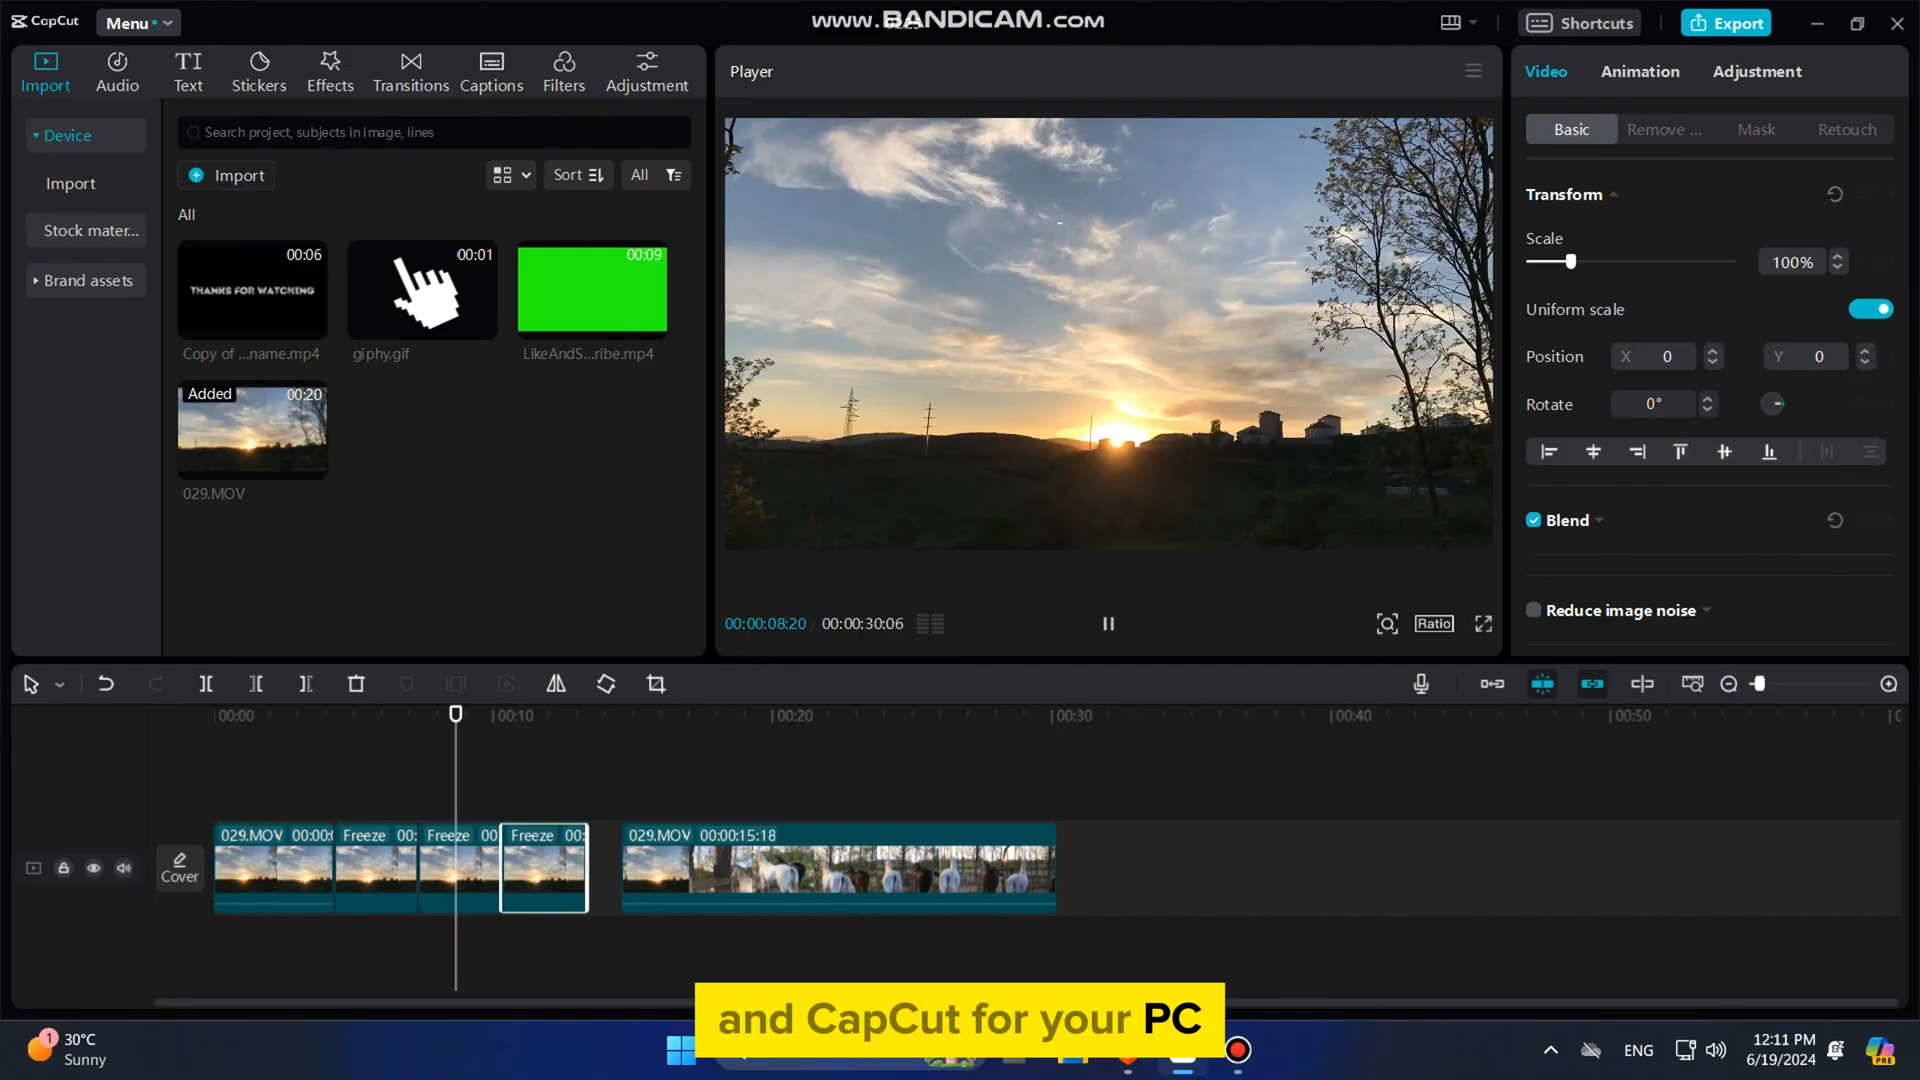 CapCut
Menu
www.BANDICAM.com
Shortcuts
Export
Import
Audio
Text
Stickers
Effects
Transitions
Captions
Filters
Adjustment
Player
Video
Animation
Adjustment
Device
Import
Stock mater...
Brand assets
Search project, subjects in image, lines
Import
Sort
All
All
00:06
THANKS FOR WATCHING
Copy of ...name.mp4
00:01
giphy.gif
00:09
LikeAndS...ribe.mp4
Added
00:20
029.MOV
00:00:08:20
00:00:30:06
Ratio
Basic
Remove ...
Mask
Retouch
Transform
Scale
100%
Uniform scale
Position
X 0
Y 0
Rotate
0°
Blend
Reduce image noise
00:00
00:10
00:20
00:30
00:40
00:50
Cover
029.MOV 00:00:0
Freeze 00:
Freeze 00
Freeze 00:
029.MOV 00:00:15:18
and CapCut for your PC
1
30°C
Sunny
ENG
12:11 PM
6/19/2024
PRE